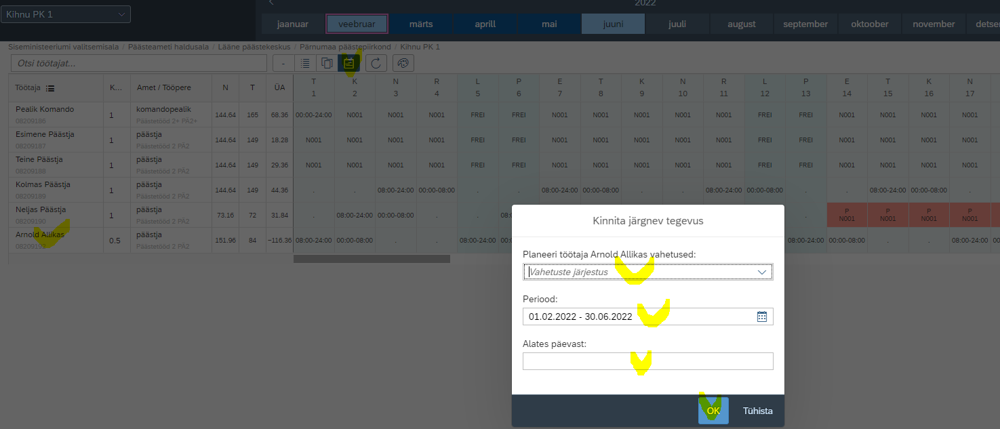 Kihnu PK 1
2022
jaanuar veebruar märts aprill mai juuni juuli august september oktoober november detse
Siseministeeriumi valitsemisala / Päästeameti haldusala / Lääne päästekeskus / Pärnumaa päästepiirkond / Kihnu PK 1
Otsi töötajat...
-
Töötaja K... Amet / Tööpere N T ÜA T K N R L P E T K N R L P E T K N
1 2 3 4 5 6 7 8 9 10 11 12 13 14 15 16 17
Pealik Komando komandopealik
08209186 1 Päästetööd 2+ PÄ2+ 144.64 165 68.36 00:00-24:00 N001 N001 N001 FREI FREI N001 N001 N001 N001 N001 FREI FREI N001 N001 N001 N001
Esimene Päästja päästja
08209187 1 Päästetööd 2 PÄ2 144.64 149 18.28 N001 N001 N001 N001 FREI FREI N001 N001 N001 N001 N001 FREI FREI N001 N001 N001 N001
Teine Päästja päästja
08209188 1 Päästetööd 2 PÄ2 144.64 149 29.36 N001 N001 N001 N001 FREI FREI N001 N001 N001 N001 N001 FREI FREI N001 N001 N001 N001
Kolmas Päästja päästja
08209189 1 Päästetööd 2 PÄ2 144.64 149 44.36 . . 08:00-24:00 00:00-08:00 . . 08:00-24:00 00:00-08:00 . . 08:00-24:00 00:00-08:00 . . 08:00-24:00 00:00-08:00 .
Neljas Päästja päästja
08209190 1 Päästetööd 2 PÄ2 73.16 72 31.84 . 08:00-24:00 00:00-08:00 . . 08: . P N001 P N001 P N001 P N001
Arnold Allikas päästja
08209192 0.5 Päästetööd 2 PÄ2 151.96 84 −116.36 08:00-24:00 00:00-08:00 . . 08:00-24:00 00: 08:00-24:00 00:00-08:00 . . 08:00-24:00 00
Kinnita järgnev tegevus
Planeeri töötaja Arnold Allikas vahetused:
Vahetuste järjestus
Periood:
01.02.2022 - 30.06.2022
Alates päevast:
OK Tühista